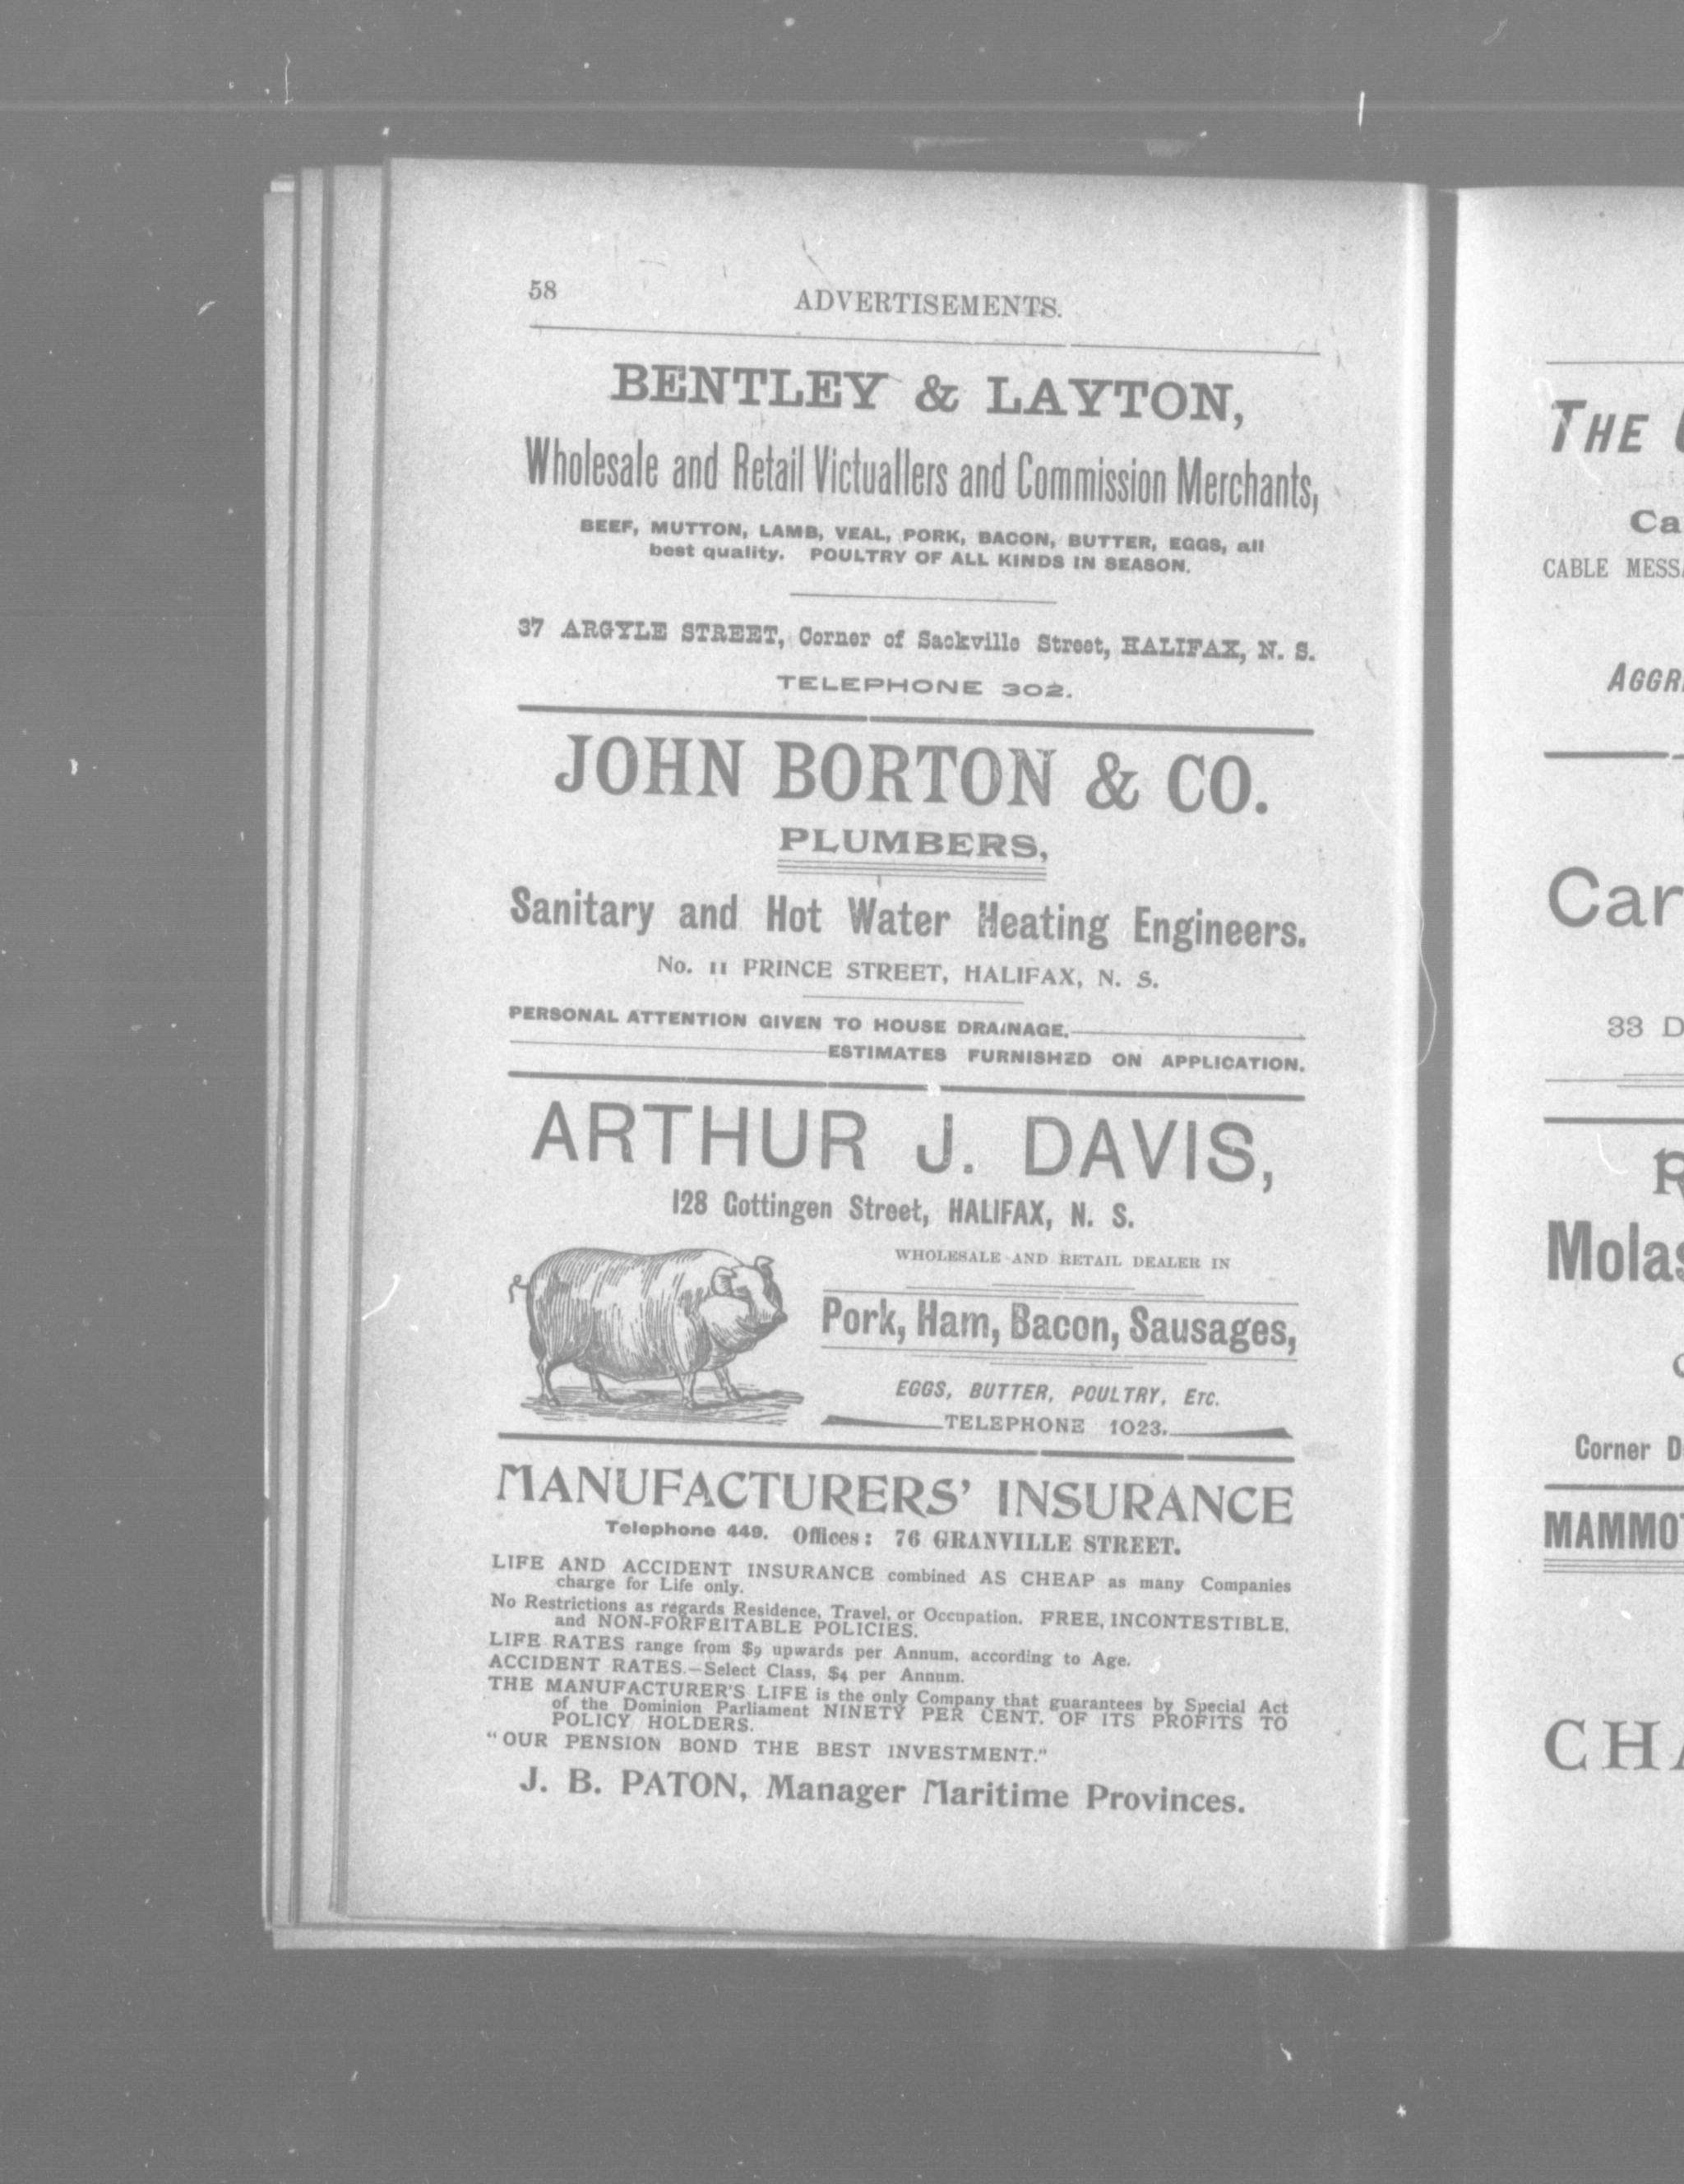 58
ADVERTISEMENTS.
BENTLEY & LAYTON,
Wholesale and Retail Victuallers and Commission Merchants,
BEEF, MUTTON, LAMB, VEAL, PORK, BACON, BUTTER, EGGS, all
best quality. POULTRY OF ALL KINDS IN SEASON.
37 ARGYLE STREET, Corner of Sackville Street, HALIFAX, N. S.
TELEPHONE 302.
JOHN BORTON & CO.
PLUMBERS,
Sanitary and Hot Water Heating Engineers.
No. 11 PRINCE STREET, HALIFAX, N. S.
PERSONAL ATTENTION GIVEN TO HOUSE DRAINAGE.
ESTIMATES FURNISHED ON APPLICATION.
ARTHUR J. DAVIS,
128 Gottingen Street, HALIFAX, N. S.
WHOLESALE AND RETAIL DEALER IN
Pork, Ham, Bacon, Sausages,
EGGS, BUTTER, POULTRY, ETC.
TELEPHONE 1023.
MANUFACTURERS' INSURANCE
Telephone 449. Offices: 76 GRANVILLE STREET.
LIFE AND ACCIDENT INSURANCE combined AS CHEAP as many Companies
charge for Life only.
No Restrictions as regards Residence, Travel, or Occupation. FREE, INCONTESTIBLE,
and NON-FORFEITABLE POLICIES.
LIFE RATES range from $9 upwards per Annum, according to Age.
ACCIDENT RATES.—Select Class, $4 per Annum.
THE MANUFACTURER'S LIFE is the only Company that guarantees by Special Act
of the Dominion Parliament NINETY PER CENT. OF ITS PROFITS TO
POLICY HOLDERS.
"OUR PENSION BOND THE BEST INVESTMENT."
J. B. PATON, Manager Maritime Provinces.
THE
CABLE
33
Corner